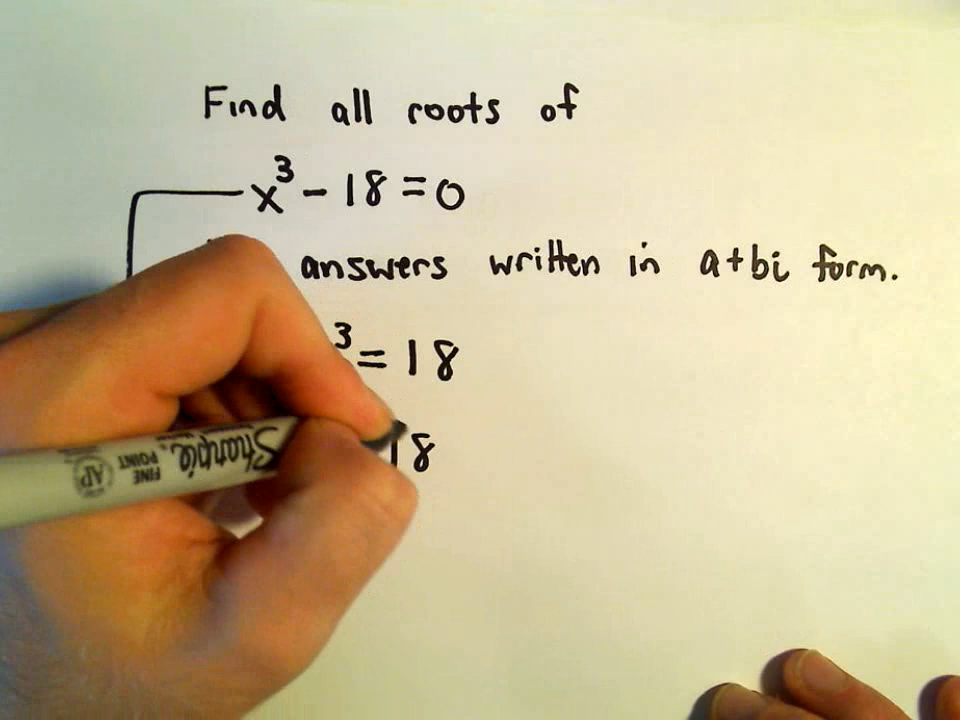 Find all roots of
x³ - 18 = 0
answers written in a+bi form.
³ = 18
18
Sharpie.
FINE POINT
AP